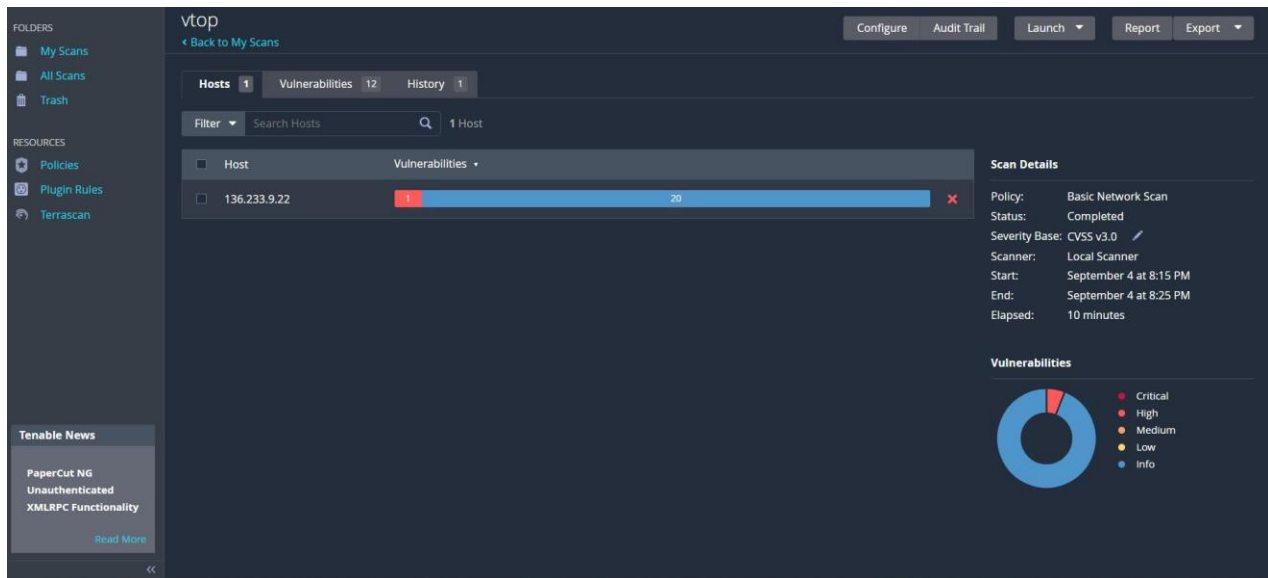 FOLDERS
My Scans
All Scans
Trash
RESOURCES
Policies
Plugin Rules
Terrascan
Tenable News
PaperCut NG
Unauthenticated
XMLRPC Functionality
Read More
vtop
Back to My Scans
Configure Audit Trail Launch Report Export
Hosts 1 Vulnerabilities 12 History 1
Filter Search Hosts 1 Host
Host Vulnerabilities
136.233.9.22 1 20
Scan Details
Policy: Basic Network Scan
Status: Completed
Severity Base: CVSS v3.0
Scanner: Local Scanner
Start: September 4 at 8:15 PM
End: September 4 at 8:25 PM
Elapsed: 10 minutes
Vulnerabilities
Critical
High
Medium
Low
Info